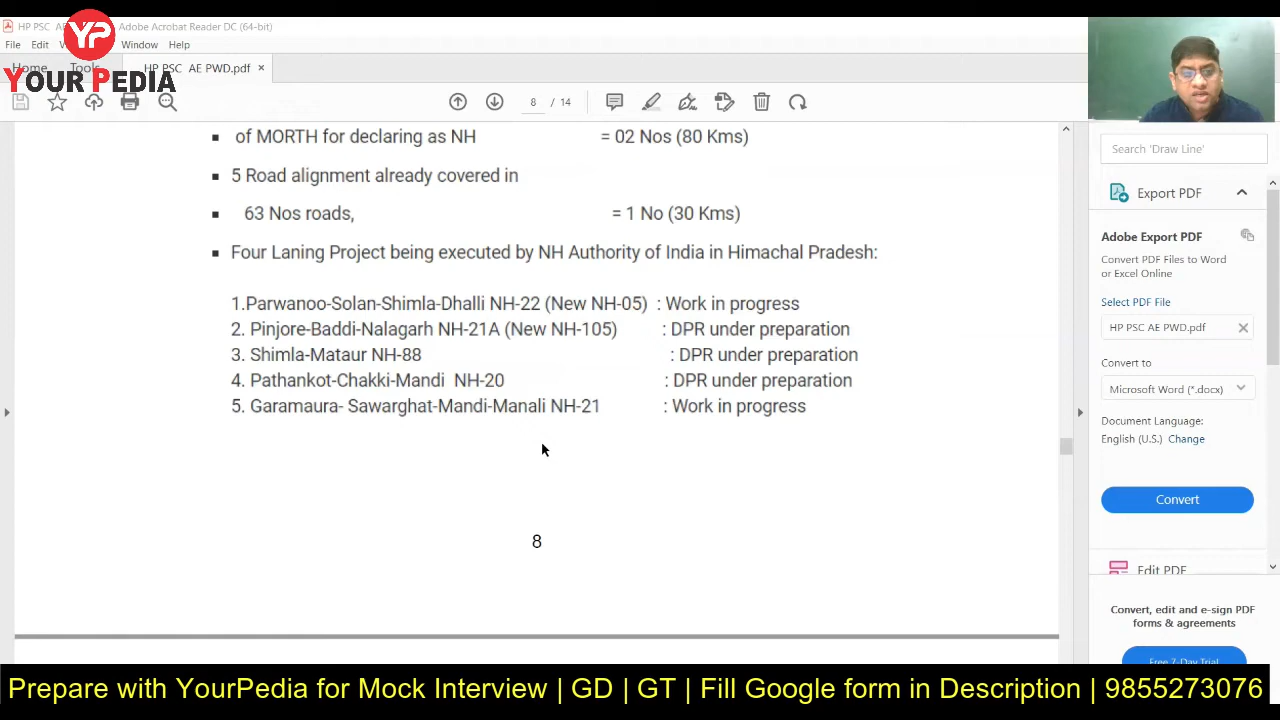 HP PSC AE Adobe Acrobat Reader DC (64-bit)
File Edit V Window Help
YP
YOUR PEDIA
Home Tools HP PSC AE PWD.pdf ×
8 / 14
▪ of MORTH for declaring as NH = 02 Nos (80 Kms)
▪ 5 Road alignment already covered in
▪ 63 Nos roads, = 1 No (30 Kms)
▪ Four Laning Project being executed by NH Authority of India in Himachal Pradesh:
1.Parwanoo-Solan-Shimla-Dhalli NH-22 (New NH-05) : Work in progress
2. Pinjore-Baddi-Nalagarh NH-21A (New NH-105) : DPR under preparation
3. Shimla-Mataur NH-88 : DPR under preparation
4. Pathankot-Chakki-Mandi NH-20 : DPR under preparation
5. Garamaura- Sawarghat-Mandi-Manali NH-21 : Work in progress
8
Search 'Draw Line'
Export PDF
Adobe Export PDF
Convert PDF Files to Word
or Excel Online
Select PDF File
HP PSC AE PWD.pdf
Convert to
Microsoft Word (*.docx)
Document Language:
English (U.S.) Change
Convert
Edit PDF
Convert, edit and e-sign PDF
forms & agreements
Free 7-Day Trial
Prepare with YourPedia for Mock Interview | GD | GT | Fill Google form in Description | 9855273076